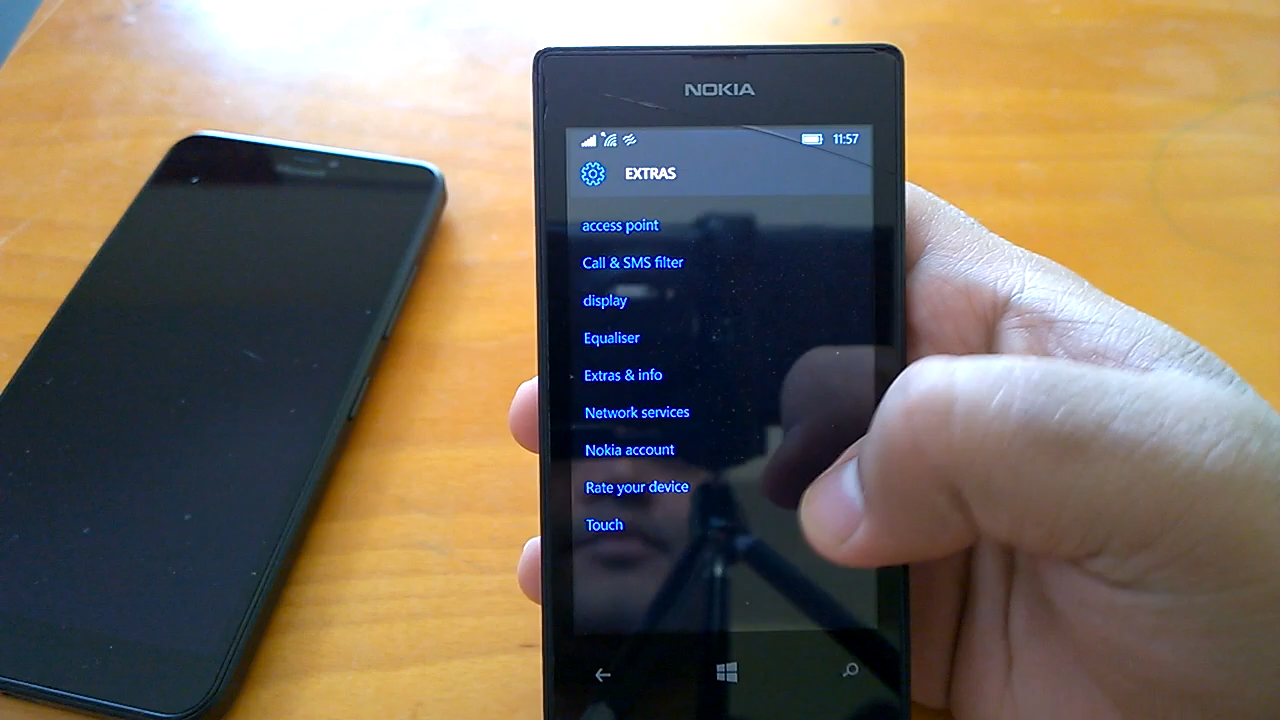 NOKIA
11:57
EXTRAS
access point
Call & SMS filter
display
Equaliser
Extras & info
Network services
Nokia account
Rate your device
Touch